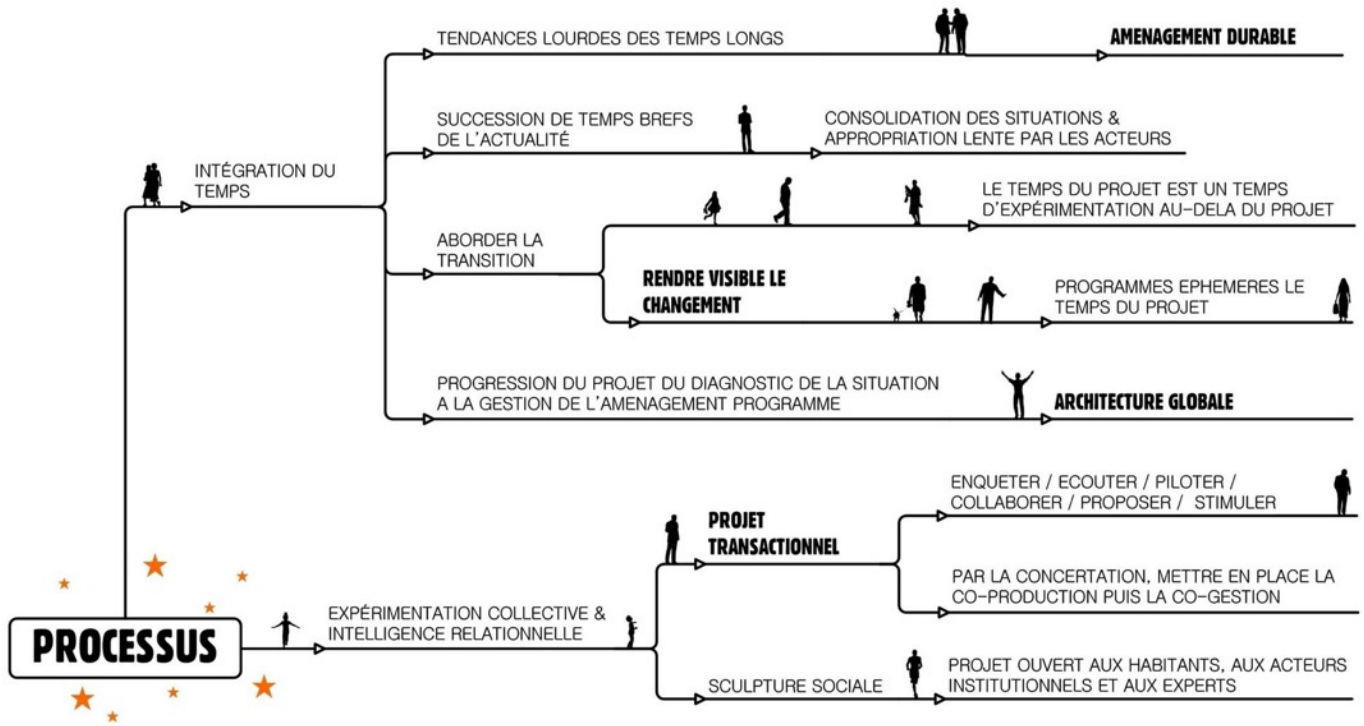 TENDANCES LOURDES DES TEMPS LONGS
AMENAGEMENT DURABLE
SUCCESSION DE TEMPS BREFS
DE L'ACTUALITÉ
CONSOLIDATION DES SITUATIONS &
APPROPRIATION LENTE PAR LES ACTEURS
INTÉGRATION DU
TEMPS
LE TEMPS DU PROJET EST UN TEMPS
D'EXPÉRIMENTATION AU-DELA DU PROJET
ABORDER LA
TRANSITION
RENDRE VISIBLE LE
CHANGEMENT
PROGRAMMES EPHEMERES LE
TEMPS DU PROJET
PROGRESSION DU PROJET DU DIAGNOSTIC DE LA SITUATION
A LA GESTION DE L'AMENAGEMENT PROGRAMME
ARCHITECTURE GLOBALE
ENQUETER / ECOUTER / PILOTER /
COLLABORER / PROPOSER / STIMULER
PROJET
TRANSACTIONNEL
PAR LA CONCERTATION, METTRE EN PLACE LA
CO-PRODUCTION PUIS LA CO-GESTION
EXPÉRIMENTATION COLLECTIVE &
INTELLIGENCE RELATIONNELLE
PROCESSUS
SCULPTURE SOCIALE
PROJET OUVERT AUX HABITANTS, AUX ACTEURS
INSTITUTIONNELS ET AUX EXPERTS